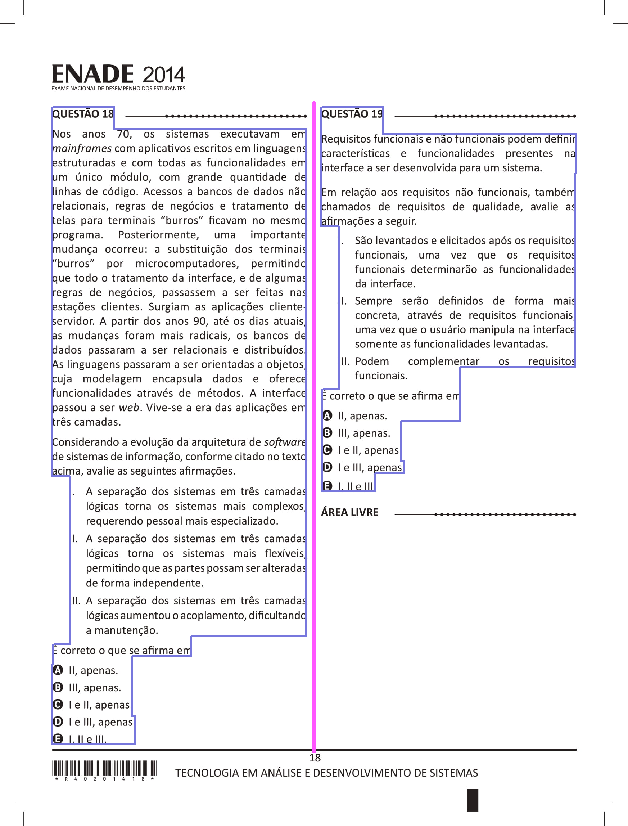 ENADE 2014
EXAME NACIONAL DE DESEMPENHO DOS ESTUDANTES
QUESTÃO 18
Nos anos 70, os sistemas executavam em
mainframes com aplicativos escritos em linguagens
estruturadas e com todas as funcionalidades em
um único módulo, com grande quantidade de
linhas de código. Acessos a bancos de dados não
relacionais, regras de negócios e tratamento de
telas para terminais “burros” ficavam no mesmo
programa. Posteriormente, uma importante
mudança ocorreu: a substituição dos terminais
“burros” por microcomputadores, permitindo
que todo o tratamento da interface, e de algumas
regras de negócios, passassem a ser feitas nas
estações clientes. Surgiam as aplicações cliente-
servidor. A partir dos anos 90, até os dias atuais,
as mudanças foram mais radicais, os bancos de
dados passaram a ser relacionais e distribuídos.
As linguagens passaram a ser orientadas a objetos,
cuja modelagem encapsula dados e oferece
funcionalidades através de métodos. A interface
passou a ser web. Vive-se a era das aplicações em
três camadas.
Considerando a evolução da arquitetura de software
de sistemas de informação, conforme citado no texto
acima, avalie as seguintes afirmações.
I. A separação dos sistemas em três camadas
lógicas torna os sistemas mais complexos,
requerendo pessoal mais especializado.
II. A separação dos sistemas em três camadas
lógicas torna os sistemas mais flexíveis,
permitindo que as partes possam ser alteradas
de forma independente.
III. A separação dos sistemas em três camadas
lógicas aumentou o acoplamento, dificultando
a manutenção.
É correto o que se afirma em
A II, apenas.
B III, apenas.
C I e II, apenas
D I e III, apenas
E I, II e III.
QUESTÃO 19
Requisitos funcionais e não funcionais podem definir
características e funcionalidades presentes na
interface a ser desenvolvida para um sistema.
Em relação aos requisitos não funcionais, também
chamados de requisitos de qualidade, avalie as
afirmações a seguir.
I. São levantados e elicitados após os requisitos
funcionais, uma vez que os requisitos
funcionais determinarão as funcionalidades
da interface.
II. Sempre serão definidos de forma mais
concreta, através de requisitos funcionais,
uma vez que o usuário manipula na interface
somente as funcionalidades levantadas.
III. Podem complementar os requisitos
funcionais.
É correto o que se afirma em
A II, apenas.
B III, apenas.
C I e II, apenas
D I e III, apenas
E I, II e III
ÁREA LIVRE
18
*R40201418*
TECNOLOGIA EM ANÁLISE E DESENVOLVIMENTO DE SISTEMAS